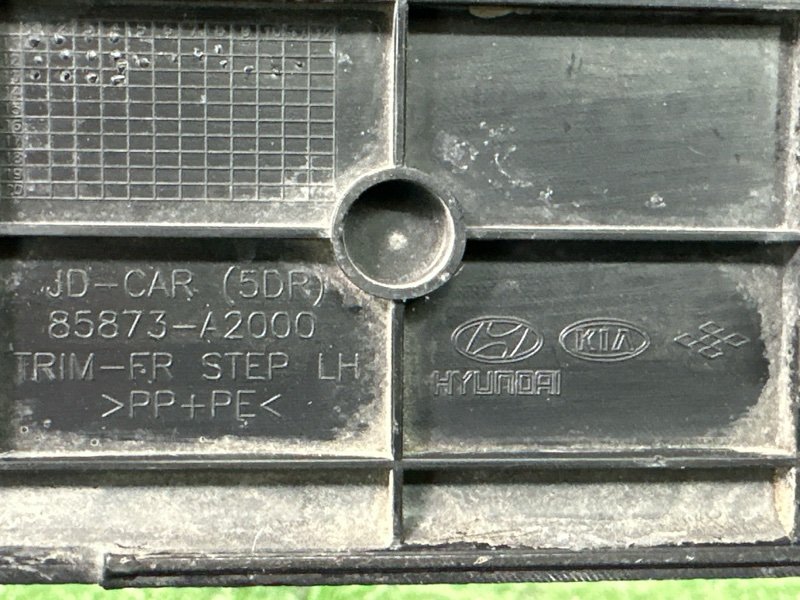 JD-CAR (5DR)
85873-A2000
TRIM-FR STEP LH
>PP+PE<
KIA
HYUNDAI